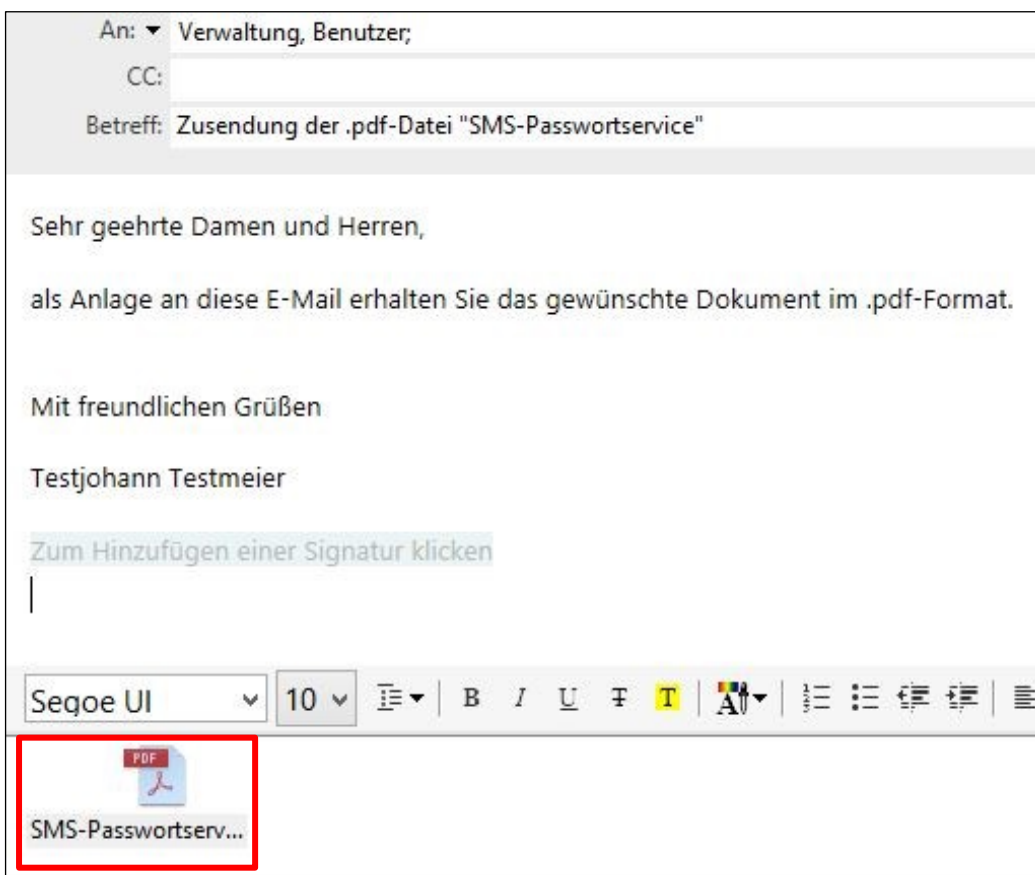 An: Verwaltung, Benutzer;
CC:
Betreff: Zusendung der .pdf-Datei "SMS-Passwortservice"
Sehr geehrte Damen und Herren,
als Anlage an diese E-Mail erhalten Sie das gewünschte Dokument im .pdf-Format.
Mit freundlichen Grüßen
Testjohann Testmeier
Zum Hinzufügen einer Signatur klicken
Segoe UI 10 B I U T T A
PDF
SMS-Passwortserv...